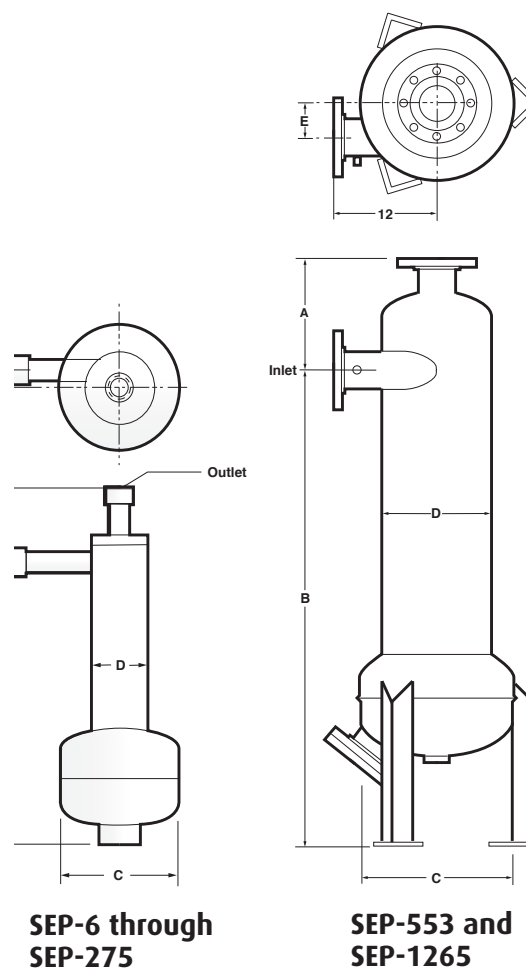 E
12
A
Inlet
Outlet
D
B
D
C
C
SEP-6 through
SEP-275
SEP-553 and
SEP-1265